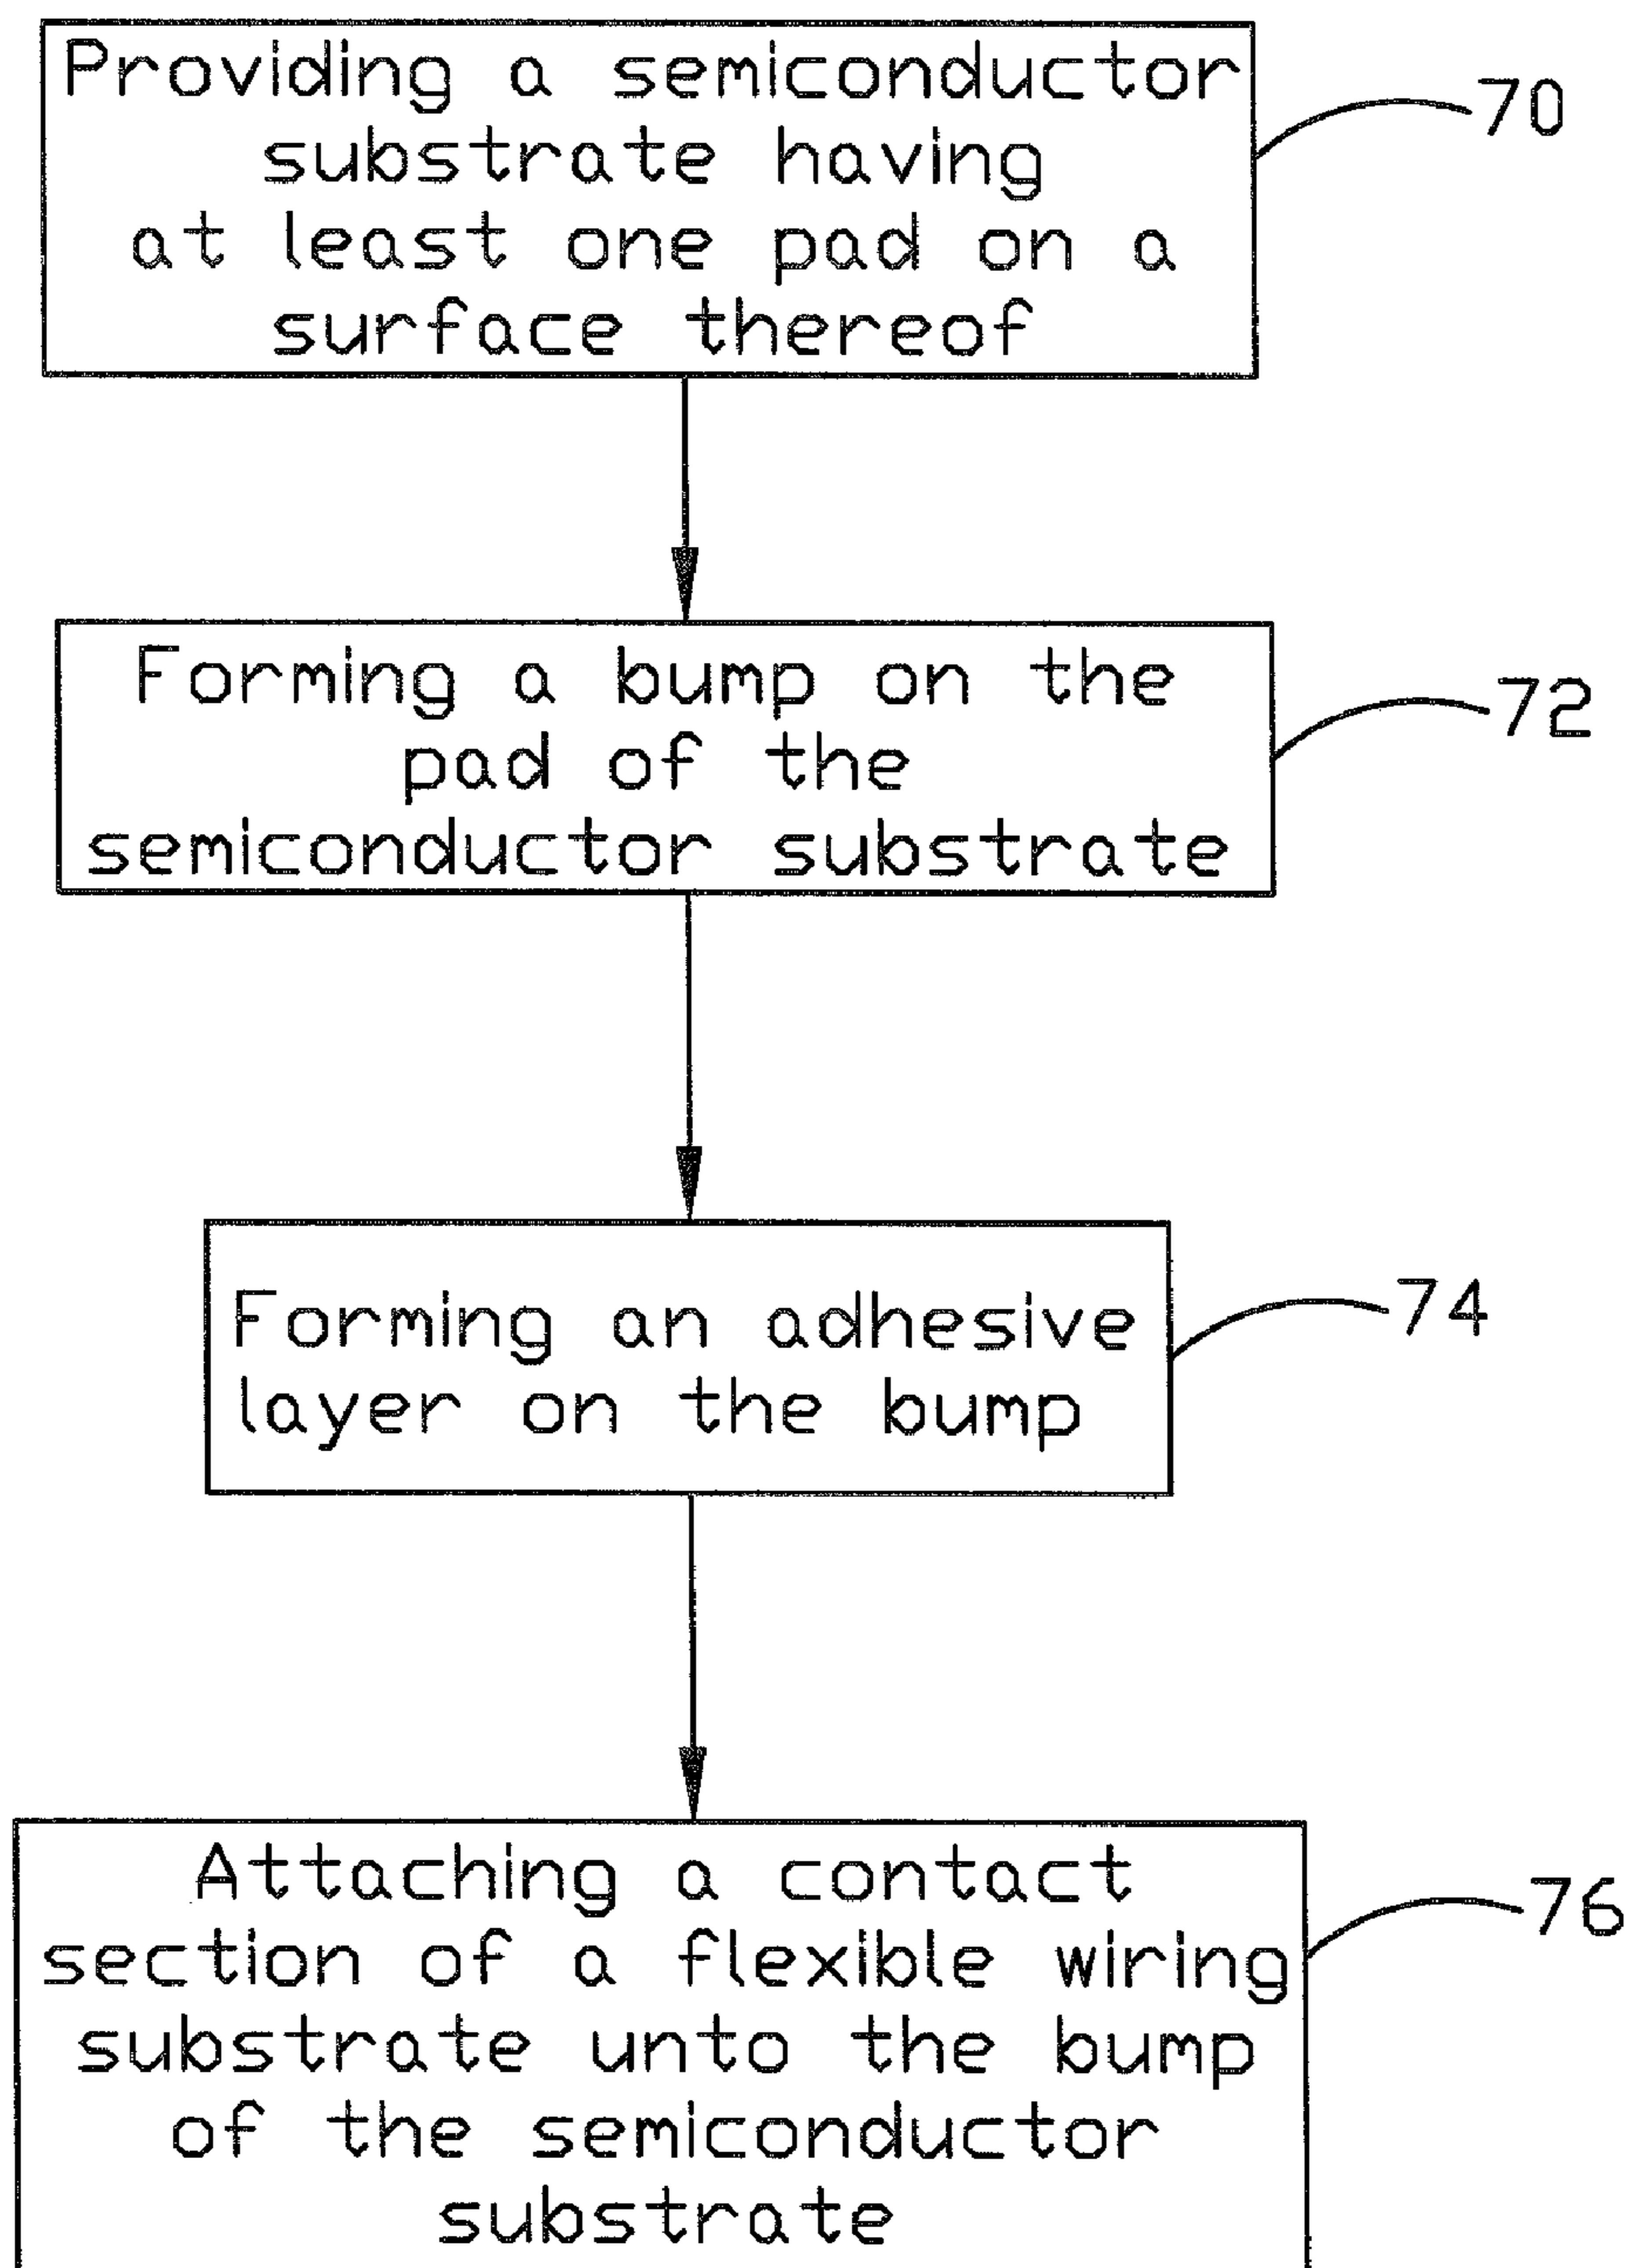 Providing a semiconductor
substrate having
at least one pad on a
surface thereof
70
Forming a bump on the
pad of the
semiconductor substrate
72
Forming an adhesive
layer on the bump
74
Attaching a contact
section of a flexible wiring
substrate unto the bump
of the semiconductor
substrate
76